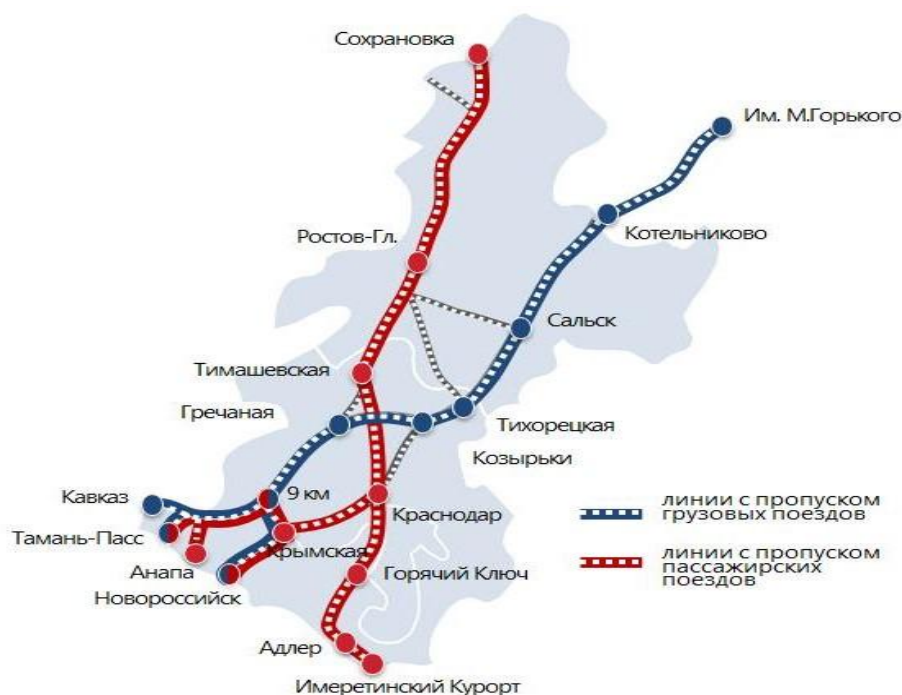 Сохрановка
Им. М.Горького
Котельниково
Ростов-Гл.
Сальск
Тимашевская
Гречаная
Тихорецкая
Козырьки
Кавказ
9 км
Краснодар
линии с пропуском
грузовых поездов
Тамань-Пасс
Крымская
Анапа
Горячий Ключ
линии с пропуском
пассажирских
поездов
Новороссийск
Адлер
Имеретинский Курорт